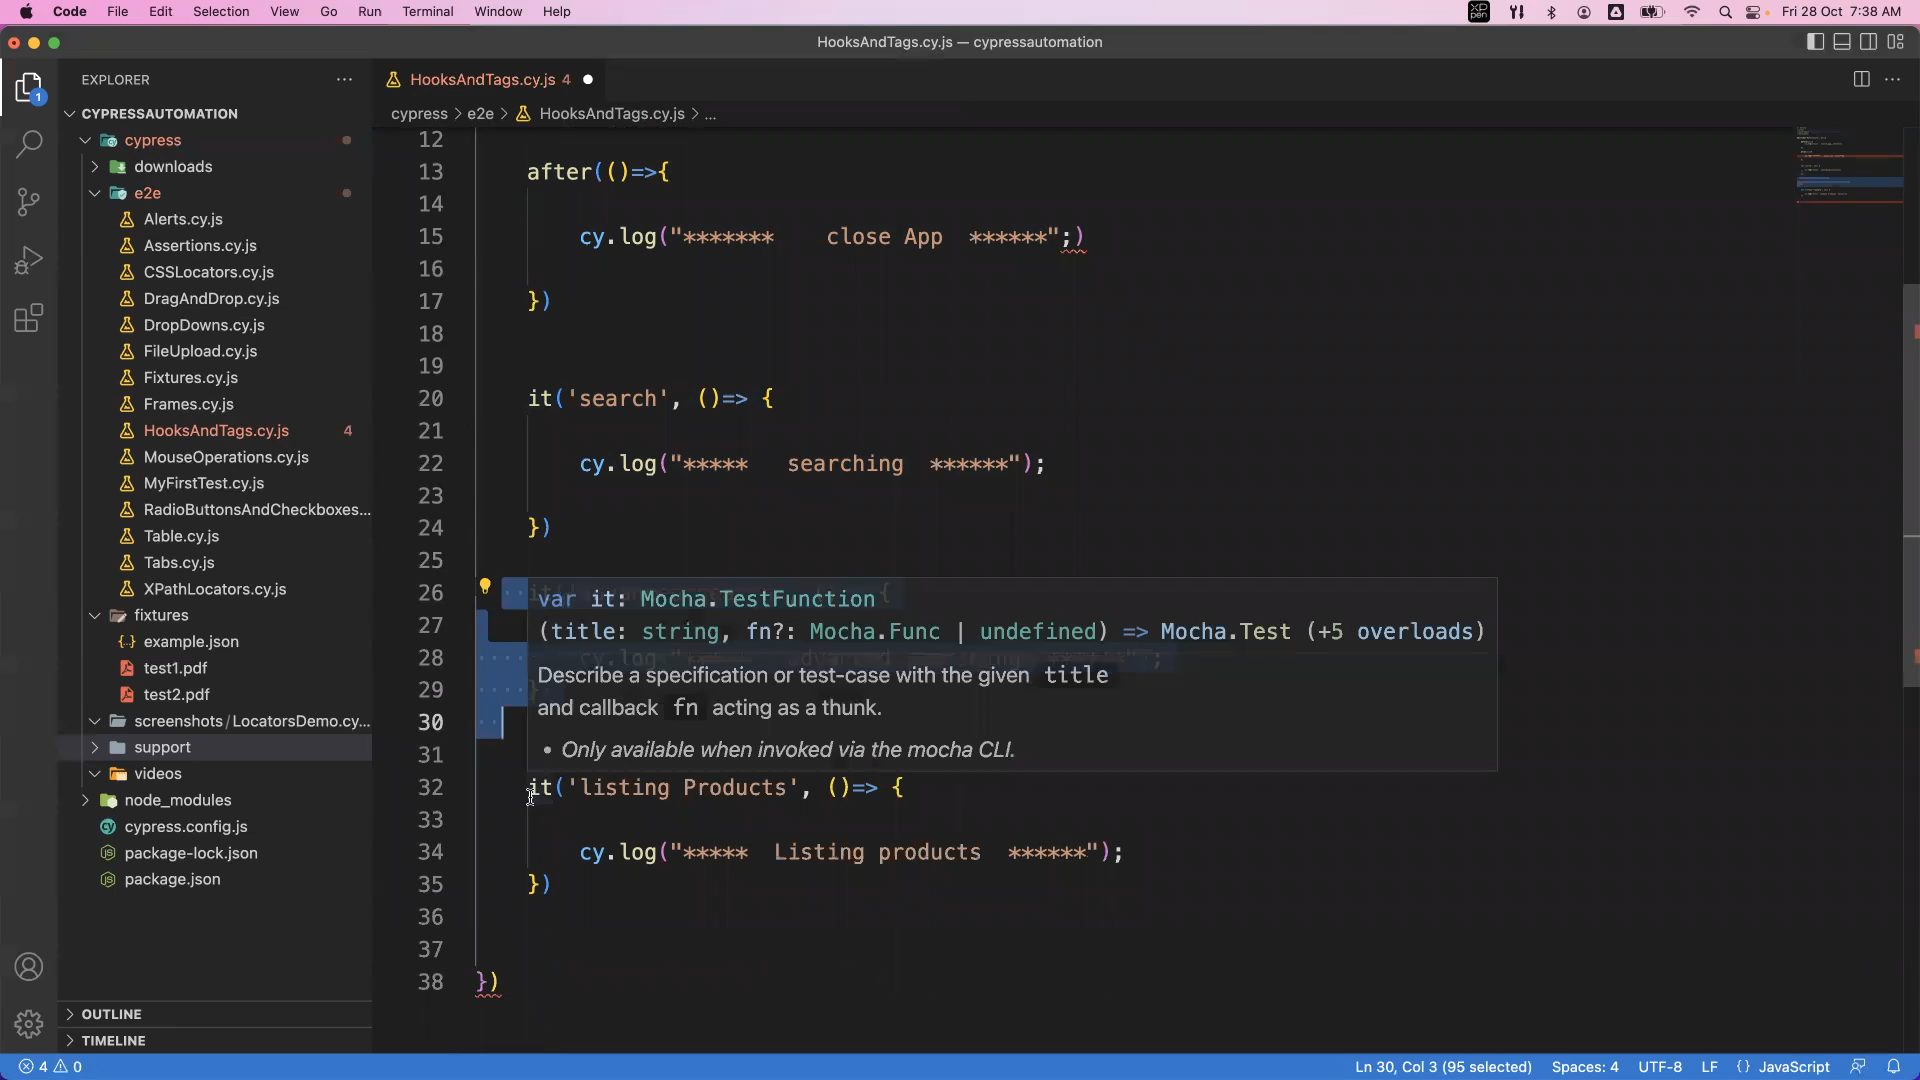 Code File Edit Selection View Go Run Terminal Window Help Fri 28 Oct 7:38 AM
HooksAndTags.cy.js — cypressautomation
EXPLORER
HooksAndTags.cy.js 4
CYPRESSAUTOMATION
cypress > e2e > HooksAndTags.cy.js > ...
cypress
downloads
e2e
Alerts.cy.js
Assertions.cy.js
CSSLocators.cy.js
DragAndDrop.cy.js
DropDowns.cy.js
FileUpload.cy.js
Fixtures.cy.js
Frames.cy.js
HooksAndTags.cy.js 4
MouseOperations.cy.js
MyFirstTest.cy.js
RadioButtonsAndCheckboxes...
Table.cy.js
Tabs.cy.js
XPathLocators.cy.js
fixtures
example.json
test1.pdf
test2.pdf
screenshots / LocatorsDemo.cy...
support
videos
node_modules
cypress.config.js
package-lock.json
package.json
OUTLINE
TIMELINE
12
13 after(()=>{
14
15 cy.log("******* close App ******";)
16
17 })
18
19
20 it('search', ()=> {
21
22 cy.log("***** searching ******");
23
24 })
25
26
var it: Mocha.TestFunction
27
(title: string, fn?: Mocha.Func | undefined) => Mocha.Test (+5 overloads)
28
Describe a specification or test-case with the given title
29
and callback fn acting as a thunk.
30
• Only available when invoked via the mocha CLI.
31
32 it('listing Products', ()=> {
33
34 cy.log("***** Listing products ******");
35 })
36
37
38 })
4 0 Ln 30, Col 3 (95 selected) Spaces: 4 UTF-8 LF {} JavaScript